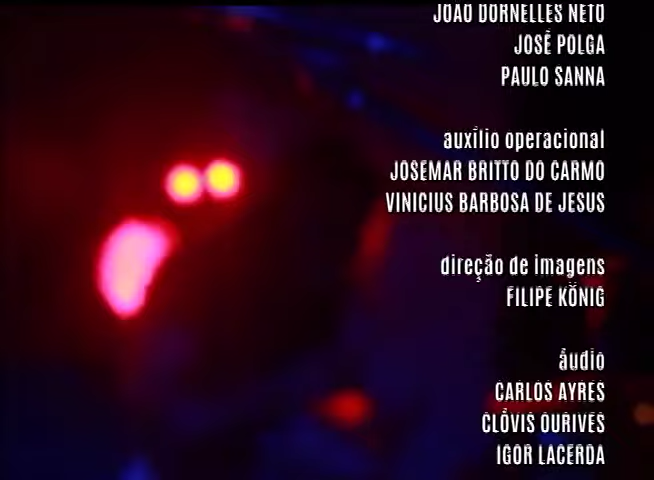 JOÃO DORNELLES NETO
JOSÉ POLGA
PAULO SANNA
auxílio operacional
JOSEMAR BRITTO DO CARMO
VINICIUS BARBOSA DE JESUS
direção de imagens
FILIPE KÖNIG
áudio
CARLOS AYRES
CLÓVIS OURIVES
IGOR LACERDA